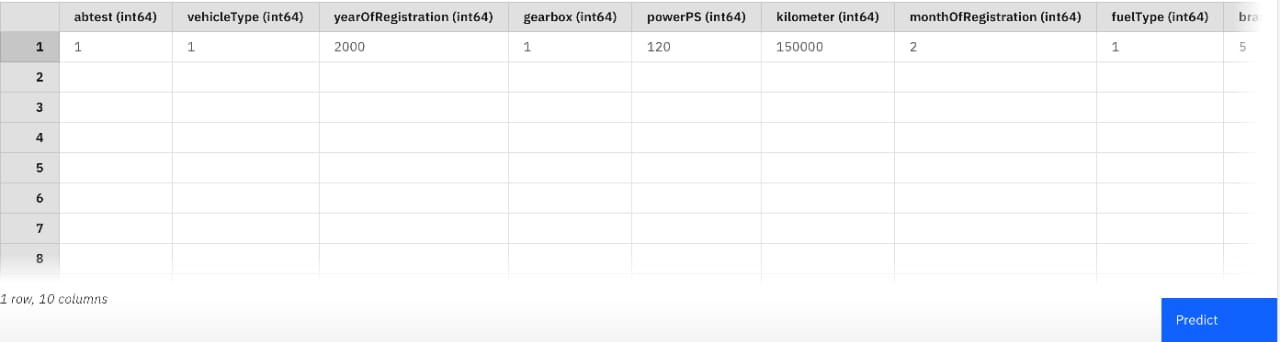 abtest (int64) vehicleType (int64) yearOfRegistration (int64) gearbox (int64) powerPS (int64) kilometer (int64) monthOfRegistration (int64) fuelType (int64)
1 1 1 2000 1 120 150000 2 1 5
2
3
4
5
6
7
8
1 row, 10 columns
Predict